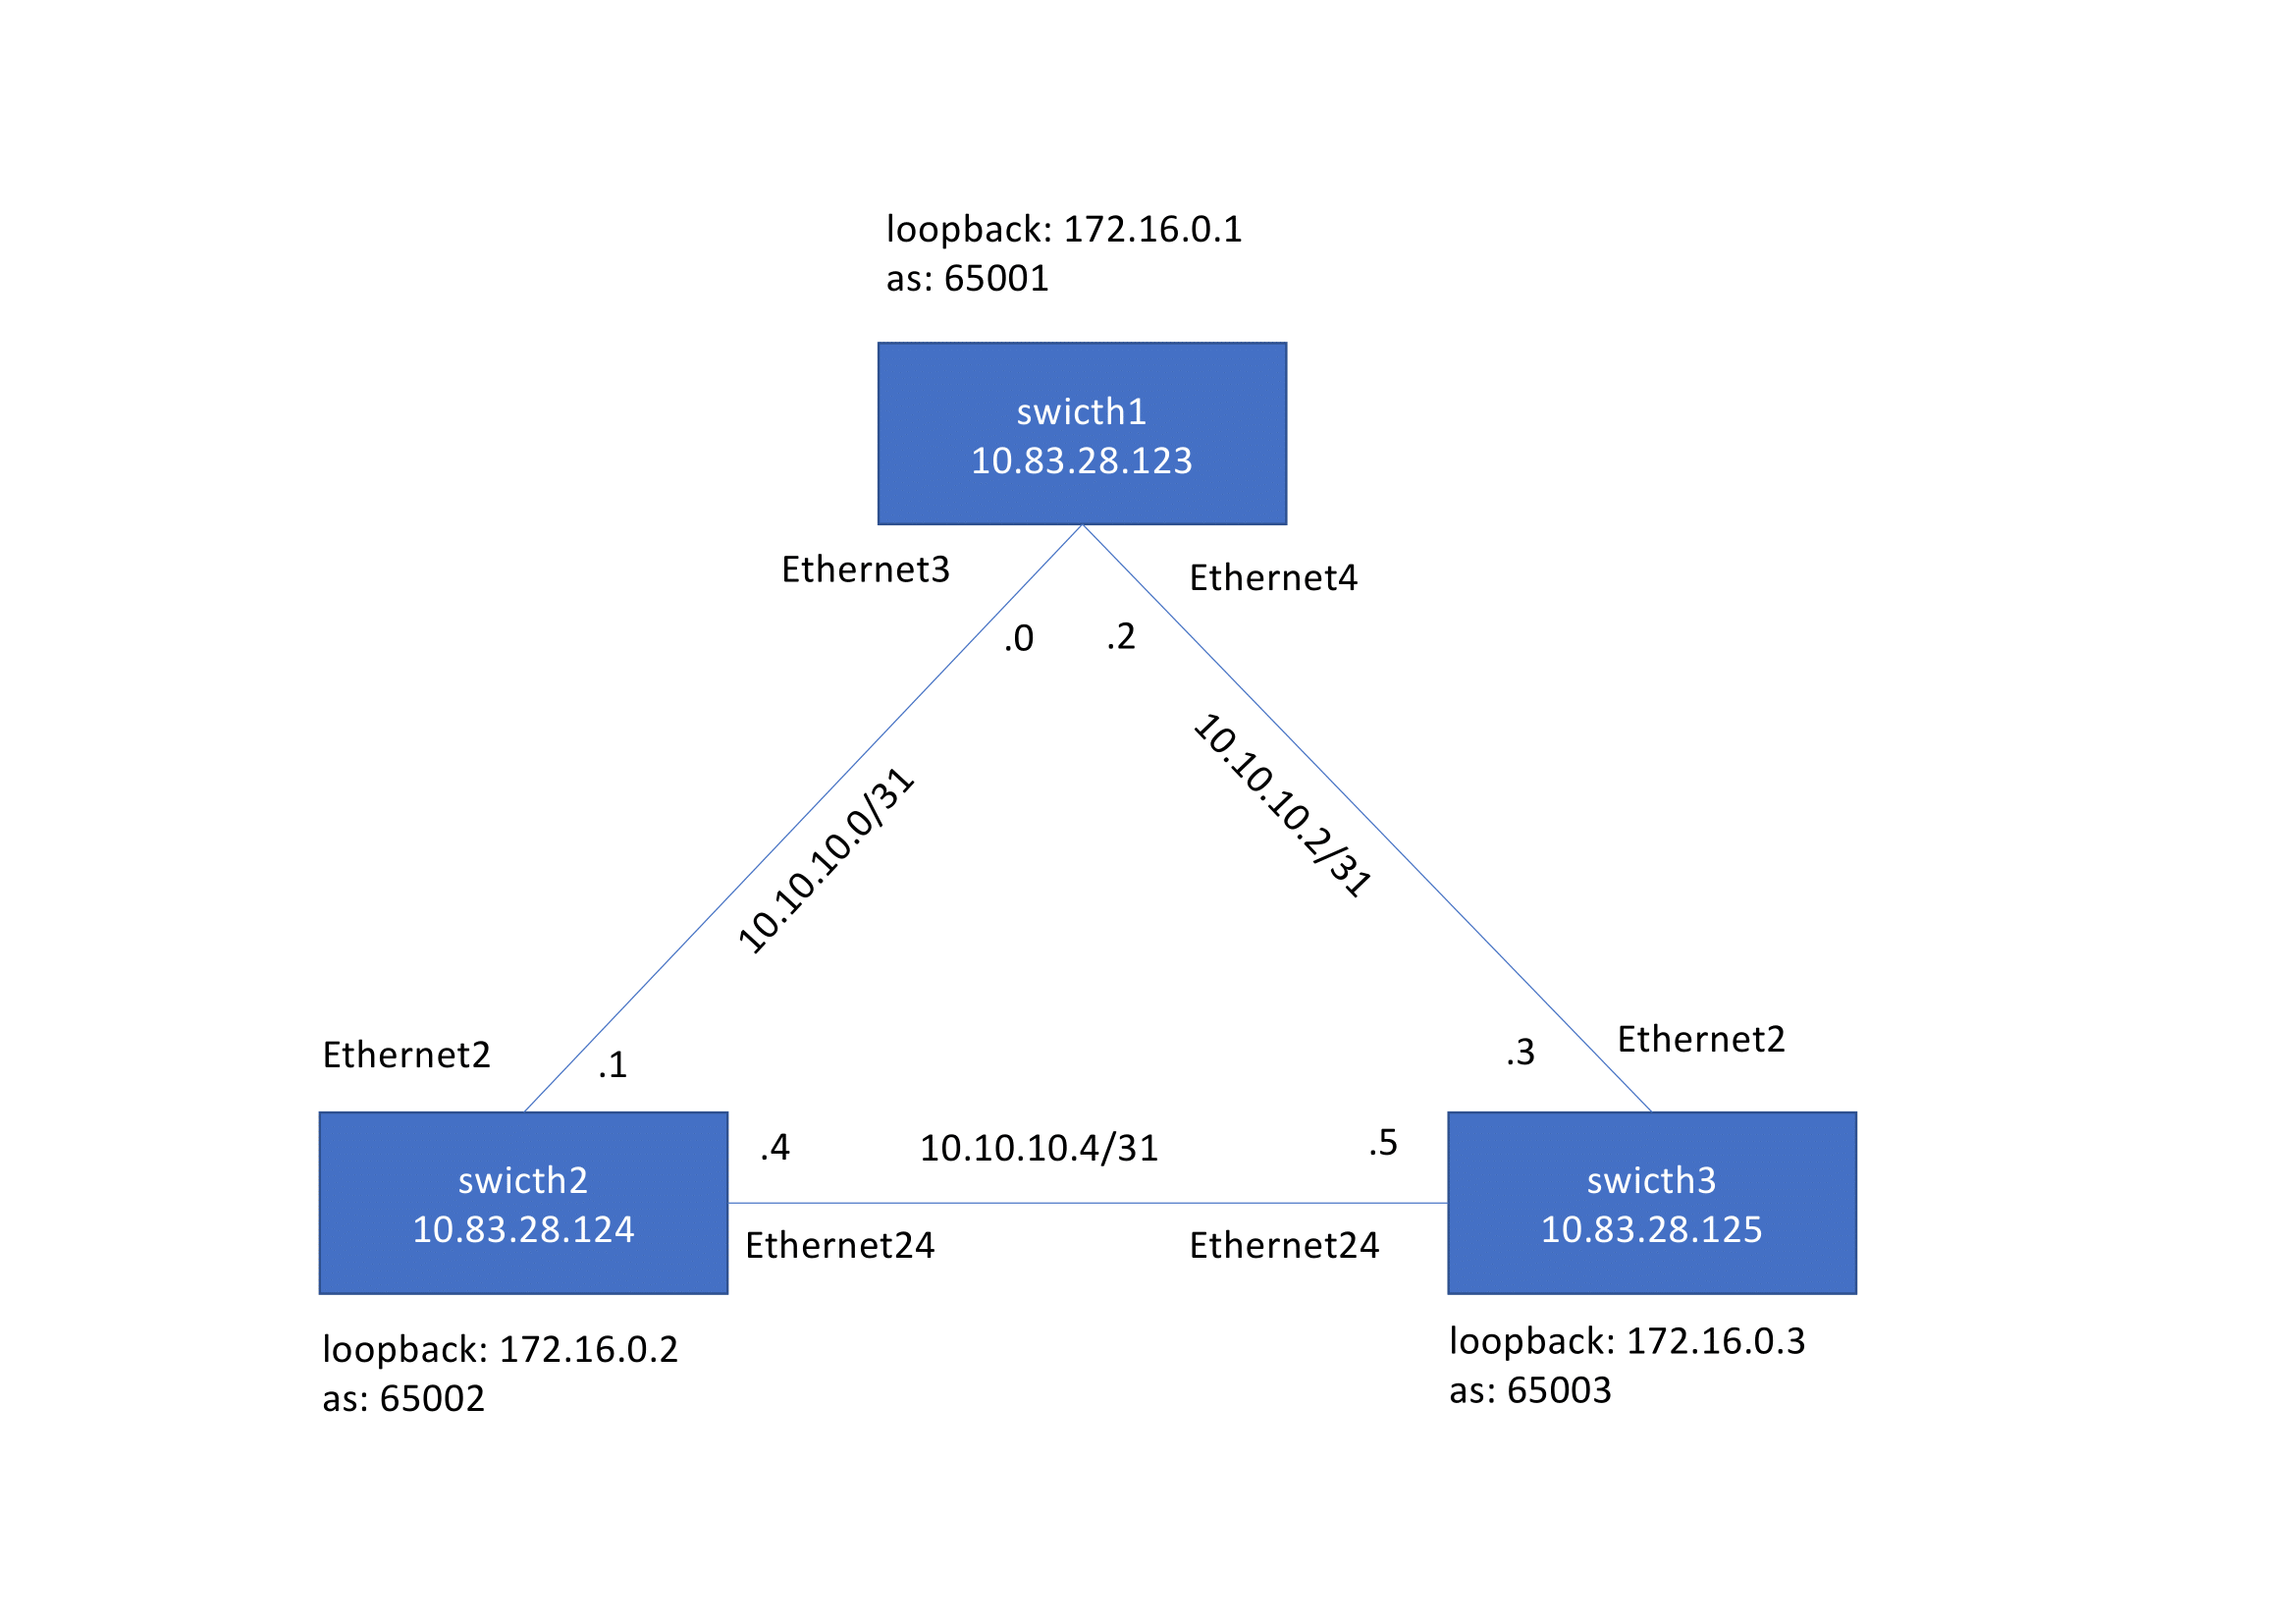 loopback: 172.16.0.1
as: 65001
swicth1
10.83.28.123
Ethernet3
Ethernet4
.0
.2
10.10.10.0/31
10.10.10.2/31
Ethernet2
.1
.3
Ethernet2
.4
10.10.10.4/31
.5
swicth2
10.83.28.124
swicth3
10.83.28.125
Ethernet24
Ethernet24
loopback: 172.16.0.2
as: 65002
loopback: 172.16.0.3
as: 65003